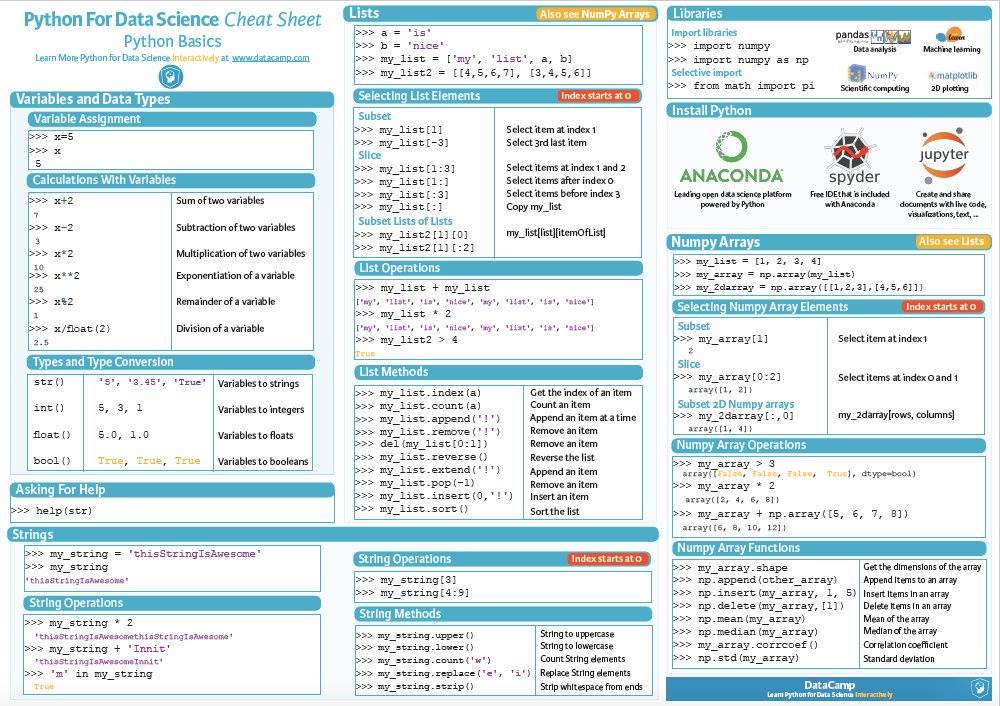 Python For Data Science Cheat Sheet
Python Basics
Learn More Python for Data Science Interactively at www.datacamp.com
Variables and Data Types
Variable Assignment
>>> x=5
>>> x
5
Calculations With Variables
>>> x+2 Sum of two variables
7
>>> x-2 Subtraction of two variables
3
>>> x*2 Multiplication of two variables
10
>>> x**2 Exponentiation of a variable
25
>>> x%2 Remainder of a variable
1
>>> x/float(2) Division of a variable
2.5
Types and Type Conversion
str() '5', '3.45', 'True' Variables to strings
int() 5, 3, 1 Variables to integers
float() 5.0, 1.0 Variables to floats
bool() True, True, True Variables to booleans
Asking For Help
>>> help(str)
Strings
>>> my_string = 'thisStringIsAwesome'
>>> my_string
'thisStringIsAwesome'
String Operations
>>> my_string * 2
'thisStringIsAwesomethisStringIsAwesome'
>>> my_string + 'Innit'
'thisStringIsAwesomeInnit'
>>> 'm' in my_string
True
Lists Also see NumPy Arrays
>>> a = 'is'
>>> b = 'nice'
>>> my_list = ['my', 'list', a, b]
>>> my_list2 = [[4,5,6,7], [3,4,5,6]]
Selecting List Elements Index starts at 0
Subset
>>> my_list[1] Select item at index 1
>>> my_list[-3] Select 3rd last item
Slice
>>> my_list[1:3] Select items at index 1 and 2
>>> my_list[1:] Select items after index 0
>>> my_list[:3] Select items before index 3
>>> my_list[:] Copy my_list
Subset Lists of Lists
>>> my_list2[1][0] my_list[list][itemOfList]
>>> my_list2[1][:2]
List Operations
>>> my_list + my_list
['my', 'list', 'is', 'nice', 'my', 'list', 'is', 'nice']
>>> my_list * 2
['my', 'list', 'is', 'nice', 'my', 'list', 'is', 'nice']
>>> my_list2 > 4
True
List Methods
>>> my_list.index(a) Get the index of an item
>>> my_list.count(a) Count an item
>>> my_list.append('!') Append an item at a time
>>> my_list.remove('!') Remove an item
>>> del(my_list[0:1]) Remove an item
>>> my_list.reverse() Reverse the list
>>> my_list.extend('!') Append an item
>>> my_list.pop(-1) Remove an item
>>> my_list.insert(0,'!') Insert an item
>>> my_list.sort() Sort the list
String Operations Index starts at 0
>>> my_string[3]
>>> my_string[4:9]
String Methods
>>> my_string.upper() String to uppercase
>>> my_string.lower() String to lowercase
>>> my_string.count('w') Count String elements
>>> my_string.replace('e', 'i') Replace String elements
>>> my_string.strip() Strip whitespace from ends
Libraries
Import libraries
>>> import numpy
>>> import numpy as np
Selective import
>>> from math import pi
pandas
Data analysis
learn
Machine learning
NumPy
Scientific computing
matplotlib
2D plotting
Install Python
ANACONDA
Leading open data science platform
powered by Python
spyder
Free IDE that is included
with Anaconda
jupyter
Create and share
documents with live code,
visualizations, text, ...
Numpy Arrays Also see Lists
>>> my_list = [1, 2, 3, 4]
>>> my_array = np.array(my_list)
>>> my_2darray = np.array([[1,2,3],[4,5,6]])
Selecting Numpy Array Elements Index starts at 0
Subset
>>> my_array[1] Select item at index 1
2
Slice
>>> my_array[0:2] Select items at index 0 and 1
array([1, 2])
Subset 2D Numpy arrays
>>> my_2darray[:,0] my_2darray[rows, columns]
array([1, 4])
Numpy Array Operations
>>> my_array > 3
array([False, False, False, True], dtype=bool)
>>> my_array * 2
array([2, 4, 6, 8])
>>> my_array + np.array([5, 6, 7, 8])
array([6, 8, 10, 12])
Numpy Array Functions
>>> my_array.shape Get the dimensions of the array
>>> np.append(other_array) Append items to an array
>>> np.insert(my_array, 1, 5) Insert items in an array
>>> np.delete(my_array,[1]) Delete items in an array
>>> np.mean(my_array) Mean of the array
>>> np.median(my_array) Median of the array
>>> my_array.corrcoef() Correlation coefficient
>>> np.std(my_array) Standard deviation
DataCamp
Learn Python for Data Science Interactively